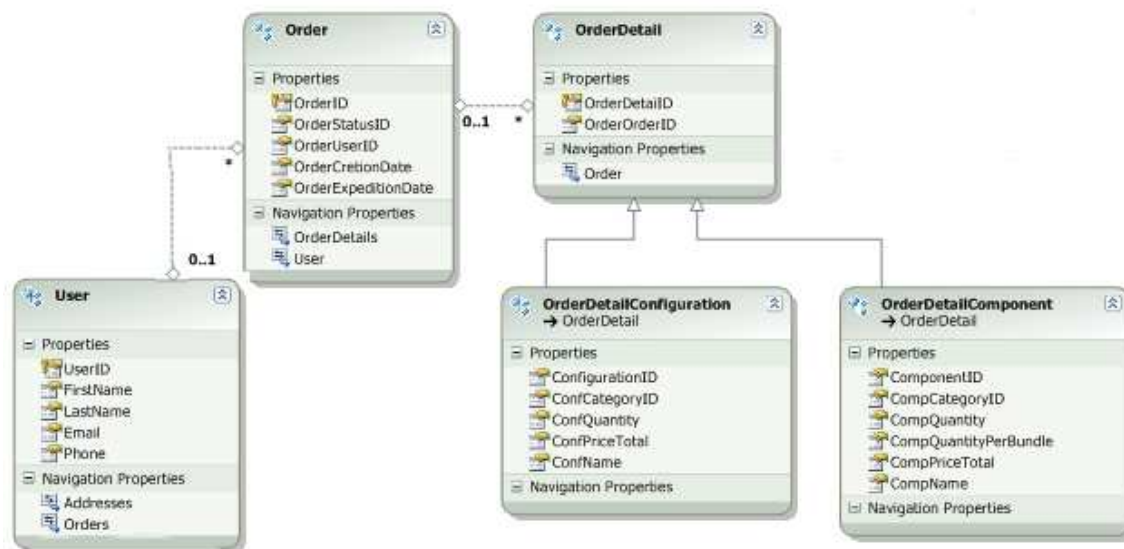 Order
Properties
OrderID
OrderStatusID
OrderUserID
OrderCretionDate
OrderExpeditionDate
Navigation Properties
OrderDetails
User
0..1
*
OrderDetail
Properties
OrderDetailID
OrderOrderID
Navigation Properties
Order
*
0..1
User
Properties
UserID
FirstName
LastName
Email
Phone
Navigation Properties
Addresses
Orders
OrderDetailConfiguration
→ OrderDetail
Properties
ConfigurationID
ConfCategoryID
ConfQuantity
ConfPriceTotal
ConfName
Navigation Properties
OrderDetailComponent
→ OrderDetail
Properties
ComponentID
CompCategoryID
CompQuantity
CompQuantityPerBundle
CompPriceTotal
CompName
Navigation Properties